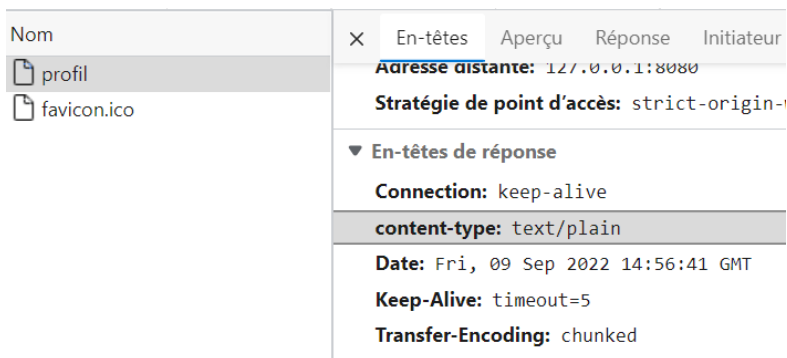 Nom
profil
favicon.ico
En-têtes Aperçu Réponse Initiateur
Adresse distante: 127.0.0.1:8080
Stratégie de point d'accès: strict-origin-
En-têtes de réponse
Connection: keep-alive
content-type: text/plain
Date: Fri, 09 Sep 2022 14:56:41 GMT
Keep-Alive: timeout=5
Transfer-Encoding: chunked